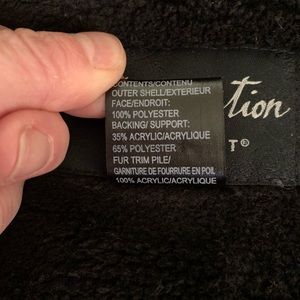 CONTENTS/CONTENU
OUTER SHELL/EXTERIEUR
FACE/ENDROIT:
100% POLYESTER
BACKING/ SUPPORT:
35% ACRYLIC/ACRYLIQUE
65% POLYESTER
FUR TRIM PILE/
GARNITURE DE FOURRURE EN POIL
100% ACRYLIC/ACRYLIQUE
tion
T®